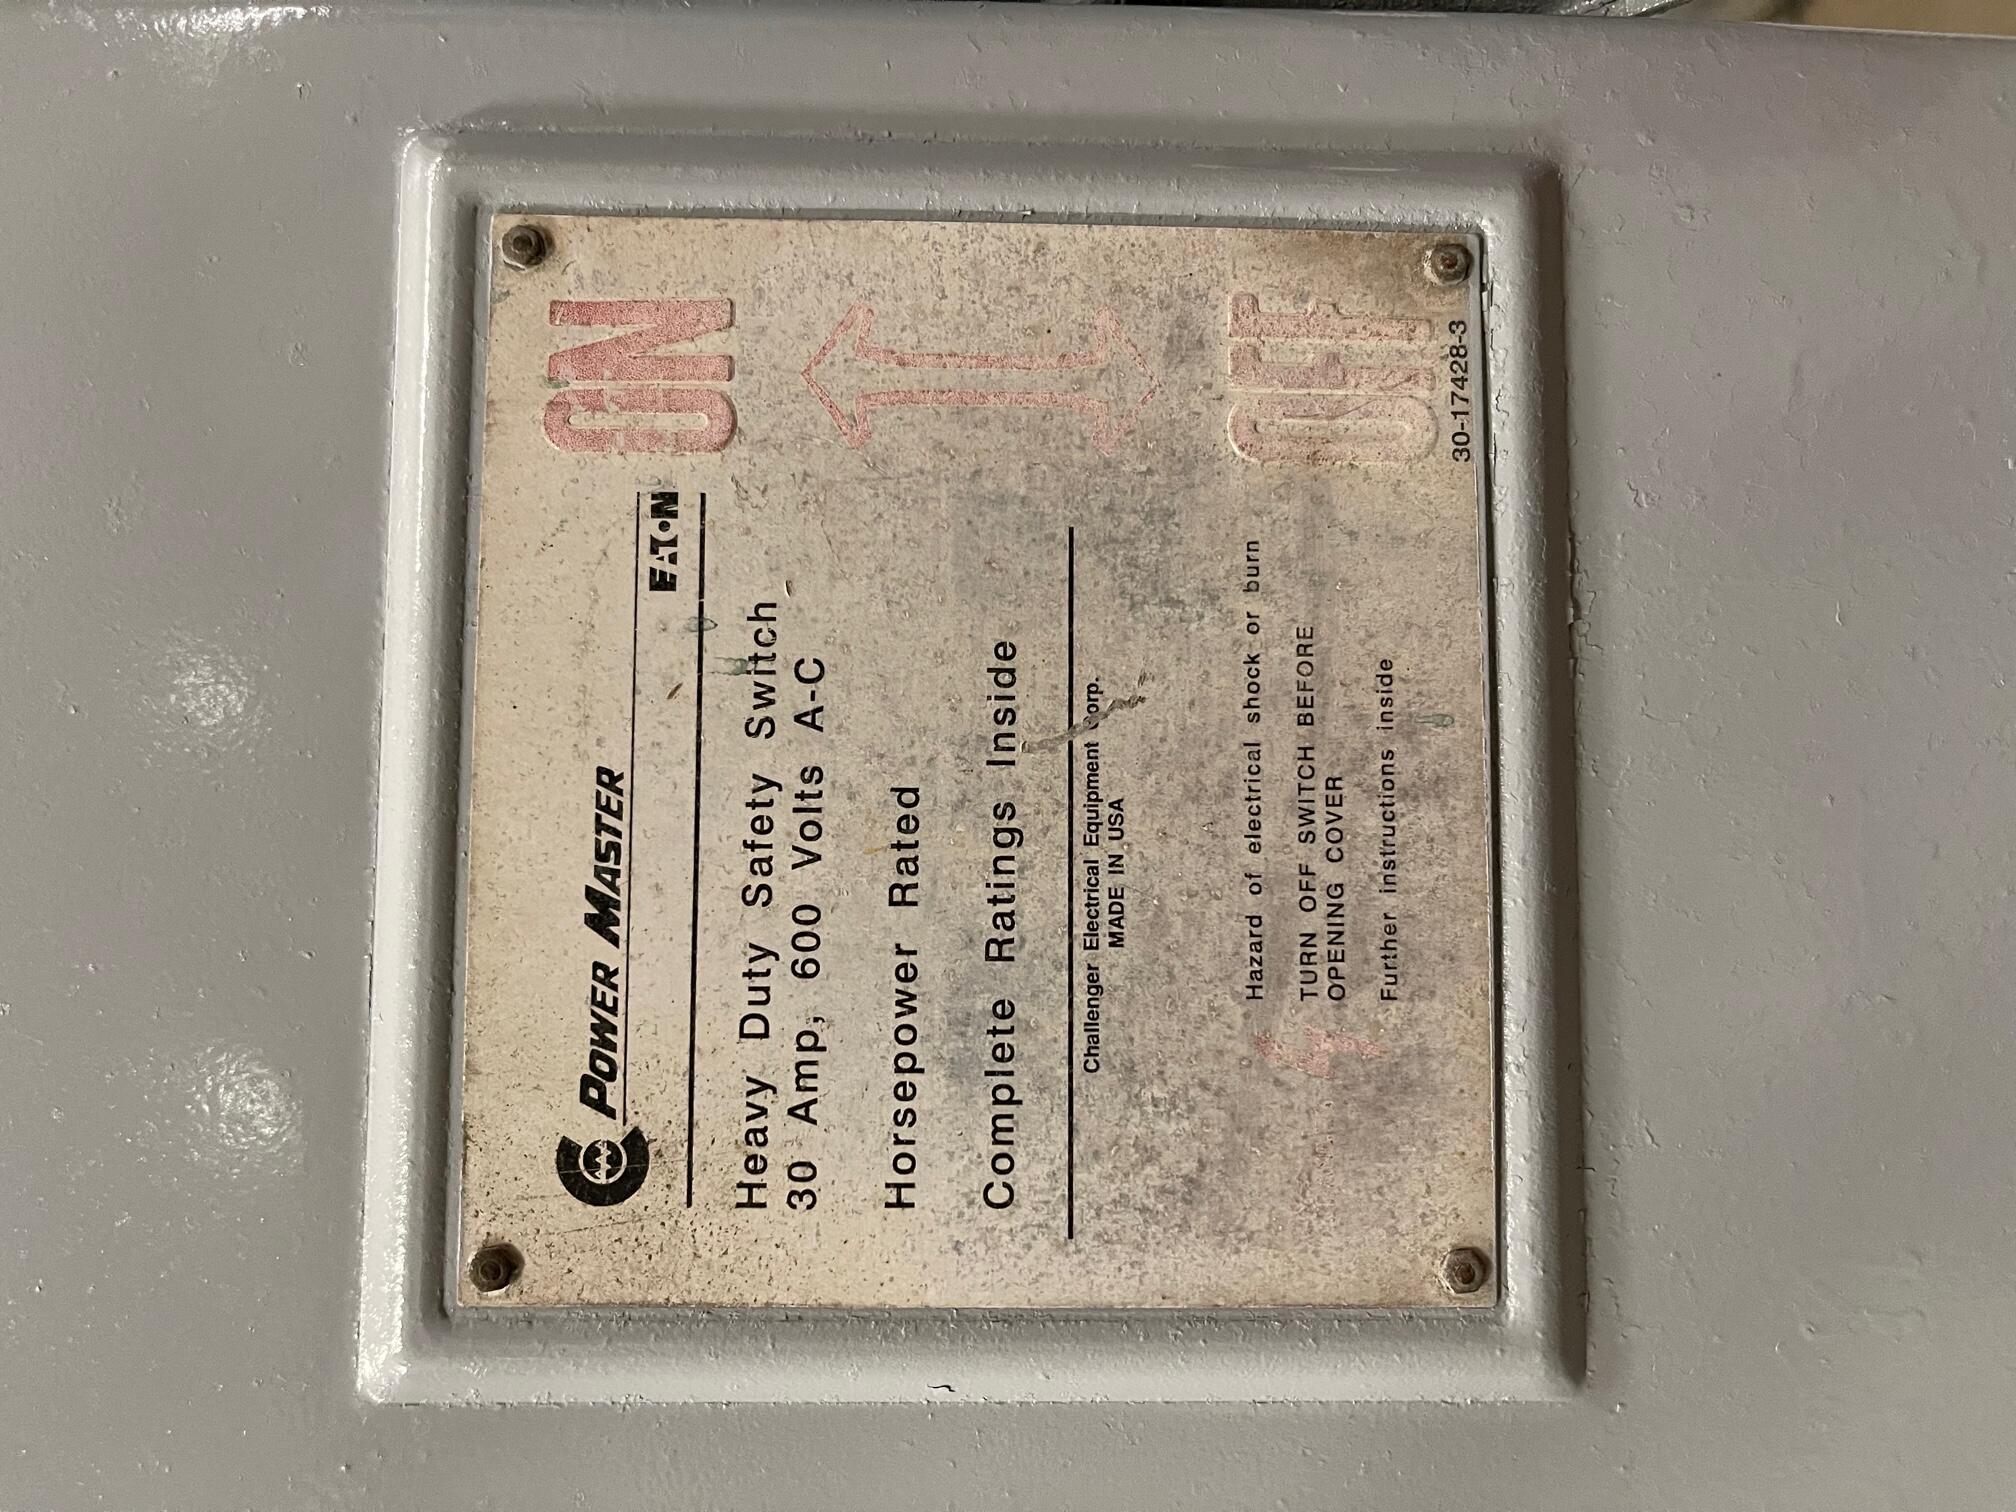 POWER MASTER
EATON
Heavy Duty Safety Switch
30 Amp, 600 Volts A-C
Horsepower Rated
Complete Ratings Inside
Challenger Electrical Equipment Corp.
MADE IN USA
Hazard of electrical shock or burn
TURN OFF SWITCH BEFORE
OPENING COVER
Further instructions inside
ON
OFF
30-17428-3